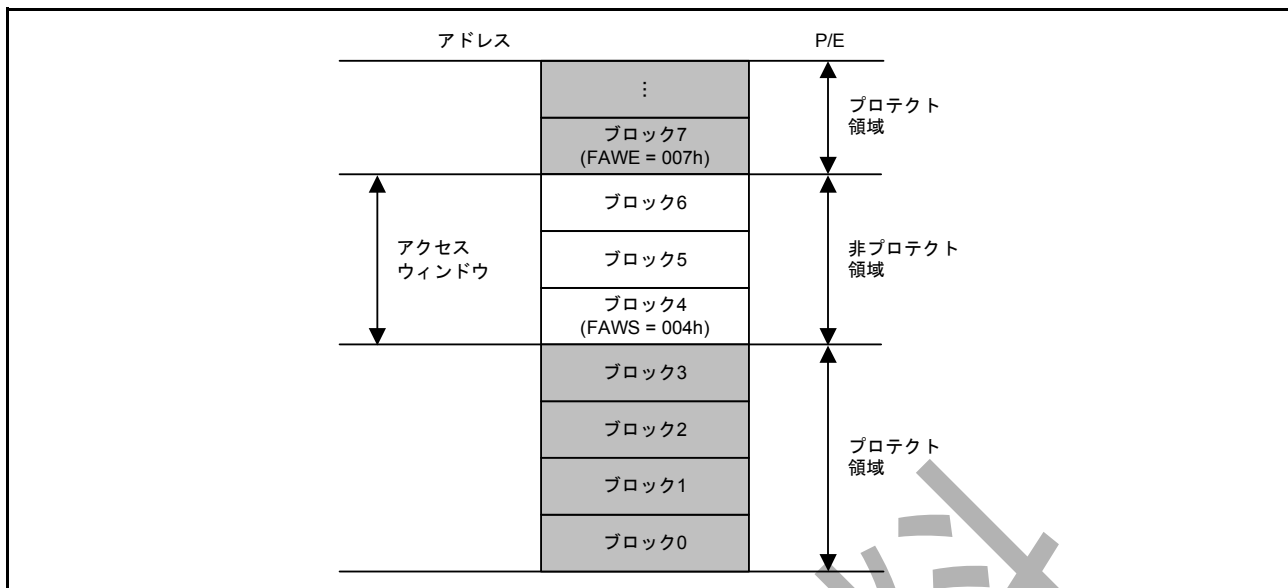 アドレス
P/E
⋮
ブロック7
(FAWE = 007h)
プロテクト
領域
ブロック6
ブロック5
ブロック4
(FAWS = 004h)
アクセス
ウィンドウ
非プロテクト
領域
ブロック3
ブロック2
ブロック1
ブロック0
プロテクト
領域